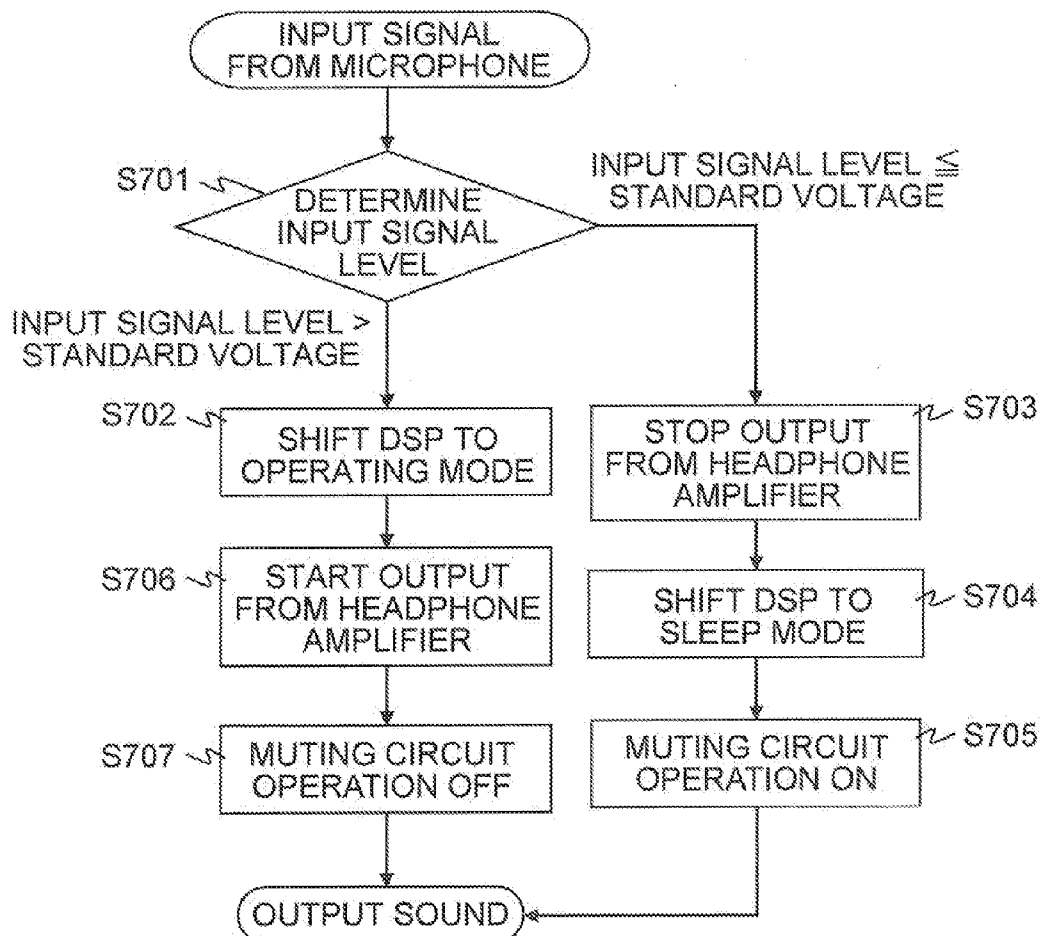 INPUT SIGNAL
FROM MICROPHONE
S701
DETERMINE
INPUT SIGNAL
LEVEL
INPUT SIGNAL LEVEL ≦
STANDARD VOLTAGE
INPUT SIGNAL LEVEL >
STANDARD VOLTAGE
S702
SHIFT DSP TO
OPERATING MODE
S703
STOP OUTPUT
FROM HEADPHONE
AMPLIFIER
S706
START OUTPUT
FROM HEADPHONE
AMPLIFIER
S704
SHIFT DSP TO
SLEEP MODE
S707
MUTING CIRCUIT
OPERATION OFF
S705
MUTING CIRCUIT
OPERATION ON
OUTPUT SOUND